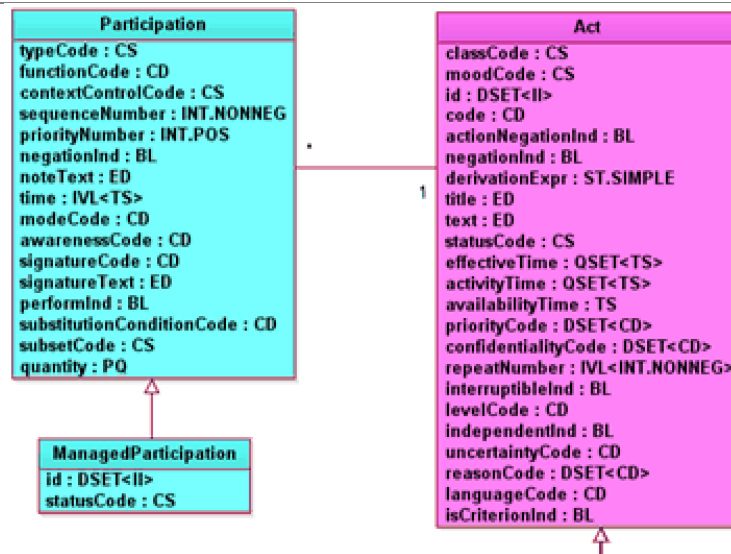 Participation
typeCode : CS
functionCode : CD
contextControlCode : CS
sequenceNumber : INT.NONNEG
priorityNumber : INT.POS
negationInd : BL
noteText : ED
time : IVL<TS>
modeCode : CD
awarenessCode : CD
signatureCode : CD
signatureText : ED
performInd : BL
substitutionConditionCode : CD
subsetCode : CS
quantity : PQ
*
1
Act
classCode : CS
moodCode : CS
id : DSET<II>
code : CD
actionNegationInd : BL
negationInd : BL
derivationExpr : ST.SIMPLE
title : ED
text : ED
statusCode : CS
effectiveTime : QSET<TS>
activityTime : QSET<TS>
availabilityTime : TS
priorityCode : DSET<CD>
confidentialityCode : DSET<CD>
repeatNumber : IVL<INT.NONNEG>
interruptibleInd : BL
levelCode : CD
independentInd : BL
uncertaintyCode : CD
reasonCode : DSET<CD>
languageCode : CD
isCriterionInd : BL
ManagedParticipation
id : DSET<II>
statusCode : CS